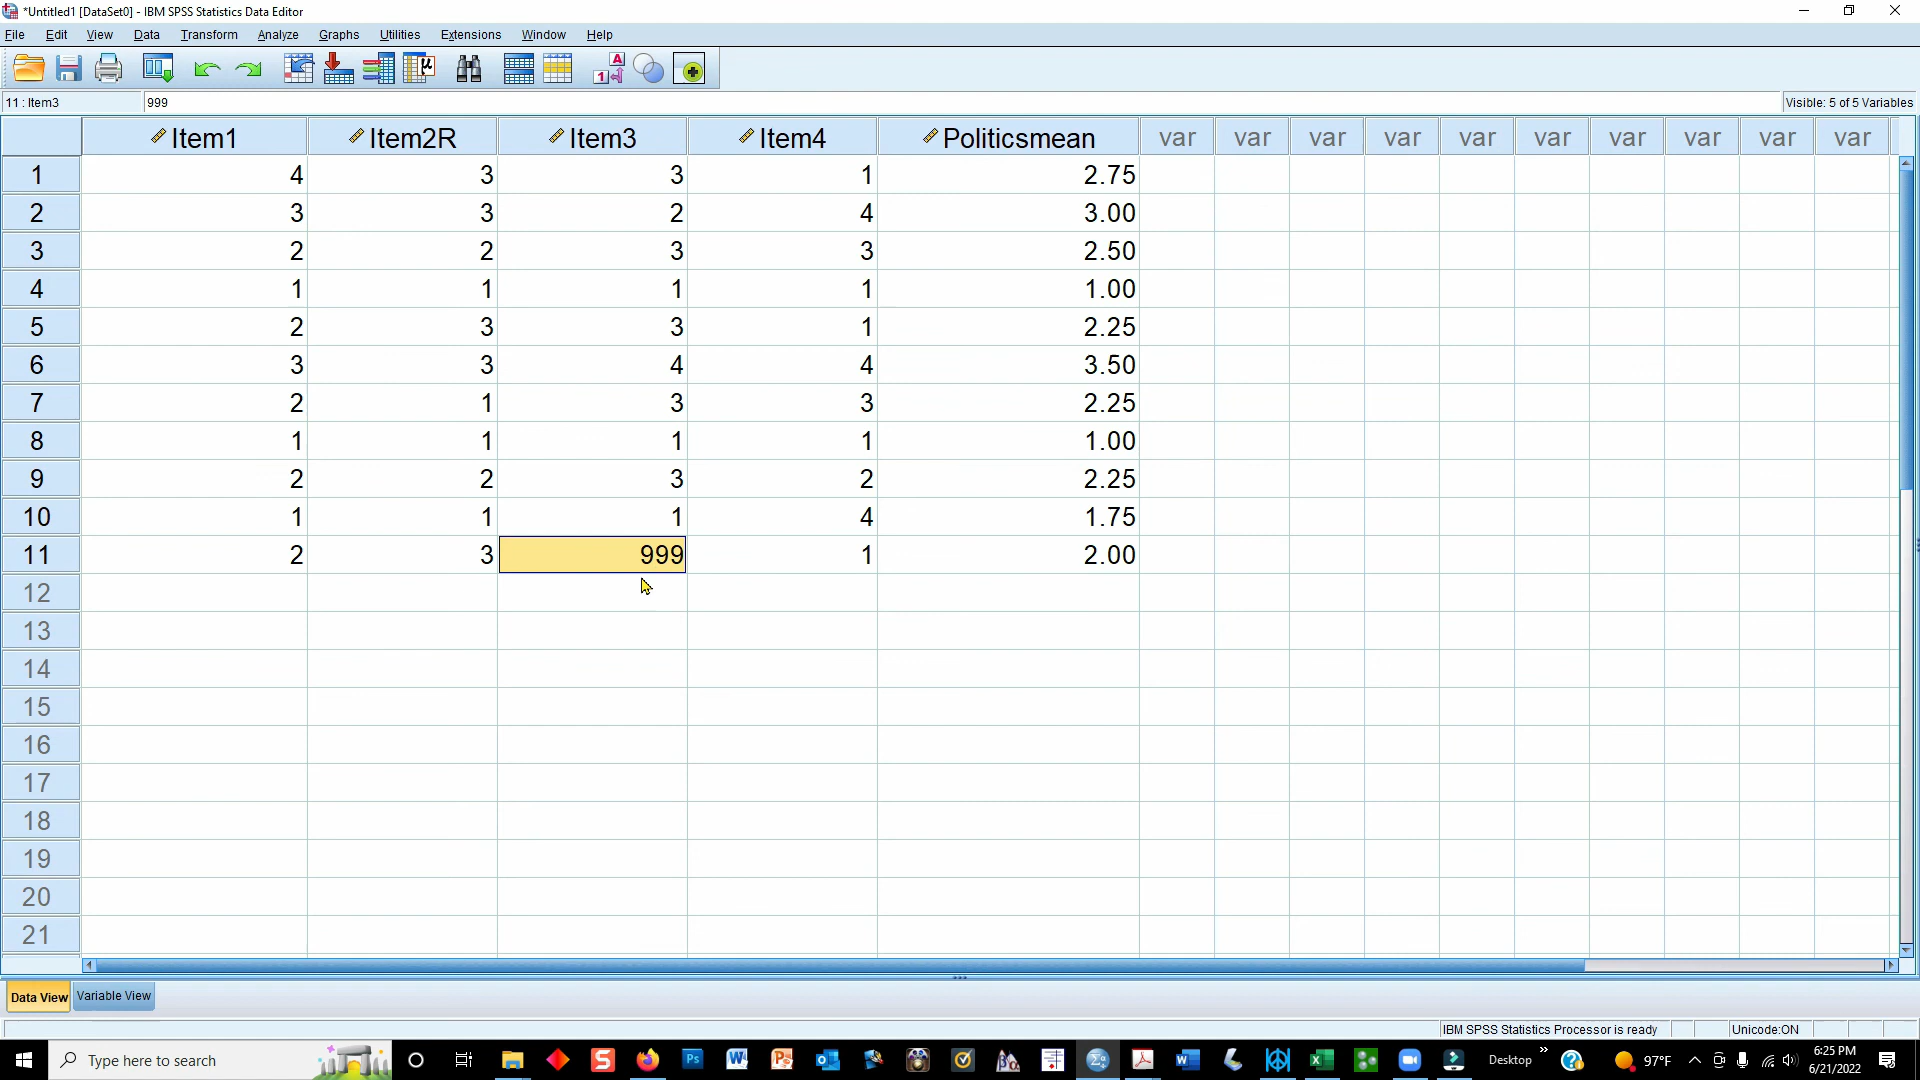 *Untitled1 [DataSet0] - IBM SPSS Statistics Data Editor
File Edit View Data Transform Analyze Graphs Utilities Extensions Window Help
11 : Item3 999 Visible: 5 of 5 Variables
Item1 Item2R Item3 Item4 Politicsmean var var var var var var var var var var
1 4 3 3 1 2.75
2 3 3 2 4 3.00
3 2 2 3 3 2.50
4 1 1 1 1 1.00
5 2 3 3 1 2.25
6 3 3 4 4 3.50
7 2 1 3 3 2.25
8 1 1 1 1 1.00
9 2 2 3 2 2.25
10 1 1 1 4 1.75
11 2 3 999 1 2.00
12
13
14
15
16
17
18
19
20
21
Data View Variable View
IBM SPSS Statistics Processor is ready Unicode:ON
Type here to search Desktop 97°F 6:25 PM
6/21/2022